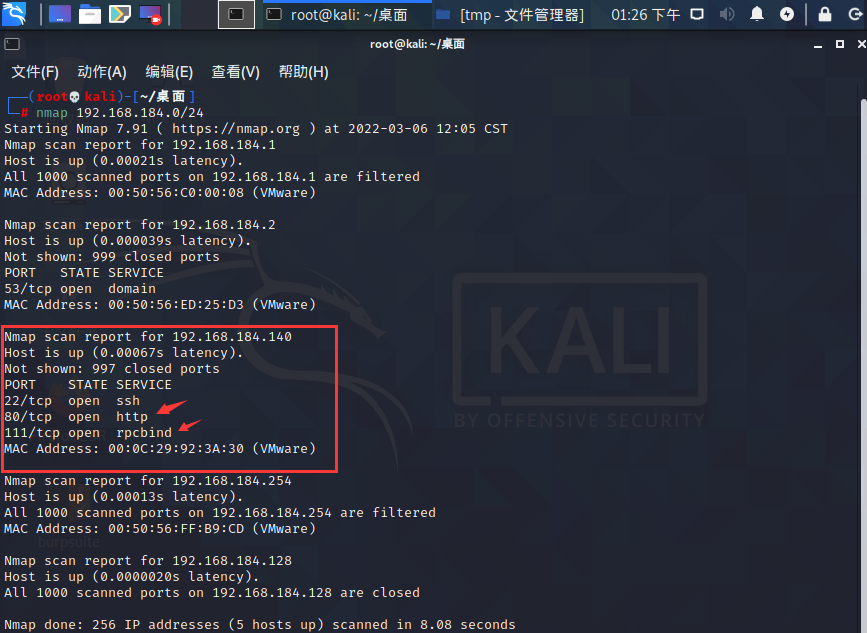 root@kali: ~/桌面
[tmp - 文件管理器]
01:26 下午
root@kali: ~/桌面
文件(F) 动作(A) 编辑(E) 查看(V) 帮助(H)
┌──(root💀kali)-[~/桌面]
└─# nmap 192.168.184.0/24
Starting Nmap 7.91 ( https://nmap.org ) at 2022-03-06 12:05 CST
Nmap scan report for 192.168.184.1
Host is up (0.00021s latency).
All 1000 scanned ports on 192.168.184.1 are filtered
MAC Address: 00:50:56:C0:00:08 (VMware)
Nmap scan report for 192.168.184.2
Host is up (0.000039s latency).
Not shown: 999 closed ports
PORT   STATE SERVICE
53/tcp open  domain
MAC Address: 00:50:56:ED:25:D3 (VMware)
Nmap scan report for 192.168.184.140
Host is up (0.00067s latency).
Not shown: 997 closed ports
PORT    STATE SERVICE
22/tcp  open  ssh
80/tcp  open  http
111/tcp open  rpcbind
MAC Address: 00:0C:29:92:3A:30 (VMware)
Nmap scan report for 192.168.184.254
Host is up (0.00013s latency).
All 1000 scanned ports on 192.168.184.254 are filtered
MAC Address: 00:50:56:FF:B9:CD (VMware)
Nmap scan report for 192.168.184.128
Host is up (0.0000020s latency).
All 1000 scanned ports on 192.168.184.128 are closed
Nmap done: 256 IP addresses (5 hosts up) scanned in 8.08 seconds
KALI
BY OFFENSIVE SECURITY
burpsuite